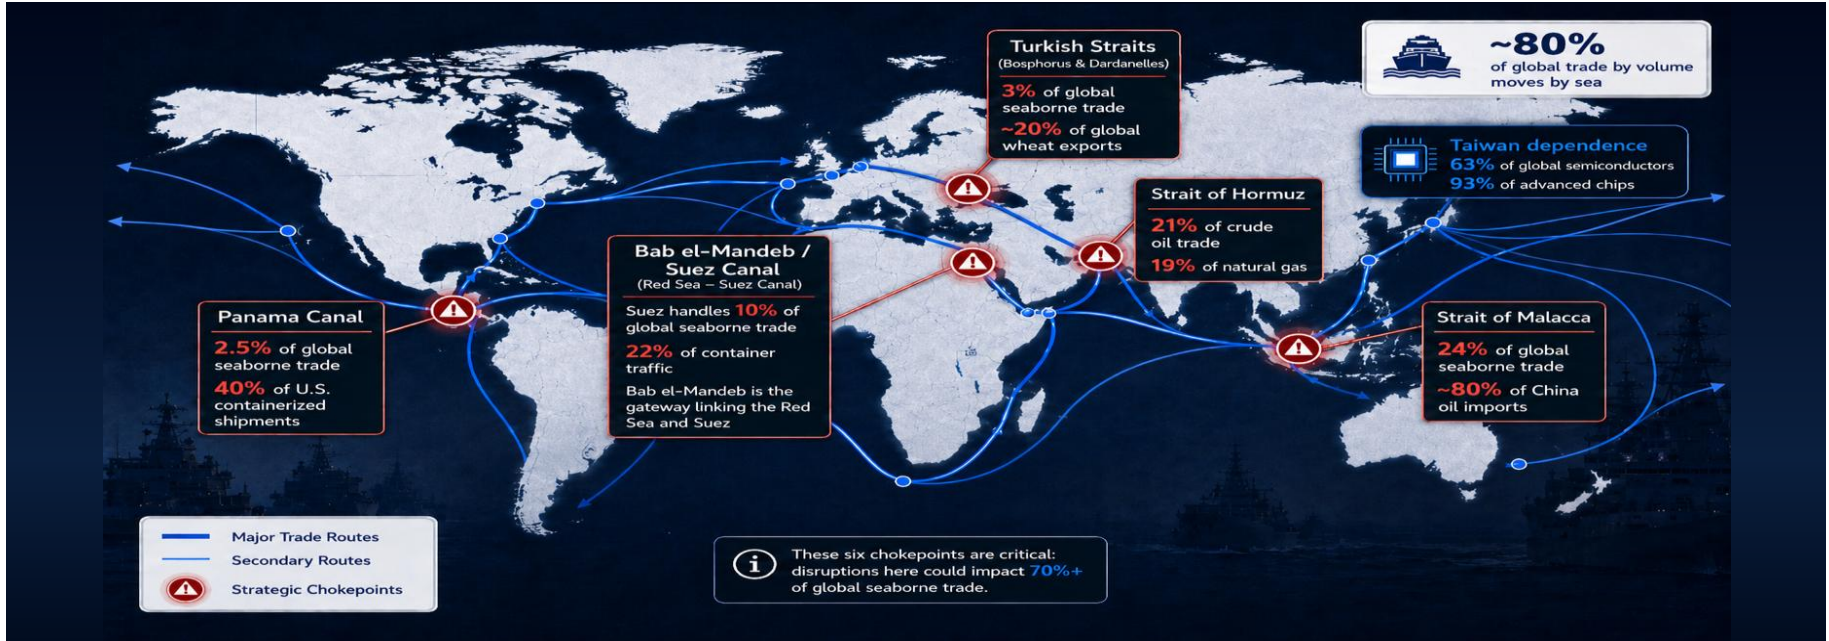 Turkish Straits
(Bosphorus & Dardanelles)
3% of global
seaborne trade
~20% of global
wheat exports
~80%
of global trade by volume
moves by sea
Taiwan dependence
63% of global semiconductors
93% of advanced chips
Strait of Hormuz
21% of crude
oil trade
19% of natural gas
Bab el-Mandeb /
Suez Canal
(Red Sea – Suez Canal)
Suez handles 10% of
global seaborne trade
22% of container
traffic
Bab el-Mandeb is the
gateway linking the Red
Sea and Suez
Panama Canal
2.5% of global
seaborne trade
40% of U.S.
containerized
shipments
Strait of Malacca
24% of global
seaborne trade
~80% of China
oil imports
Major Trade Routes
Secondary Routes
Strategic Chokepoints
These six chokepoints are critical:
disruptions here could impact 70%+
of global seaborne trade.